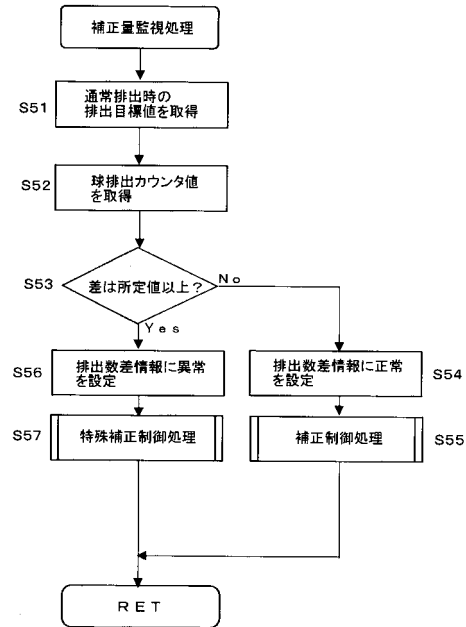 補正量監視処理
S51
通常排出時の
排出目標値を取得
S52
球排出カウンタ値
を取得
S53
差は所定値以上?
No
Yes
S56
排出数差情報に異常
を設定
排出数差情報に正常
を設定
S54
S57
特殊補正制御処理
補正制御処理
S55
RET